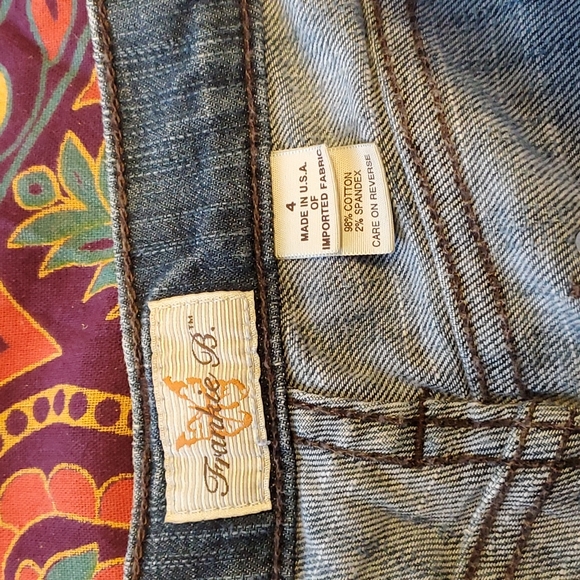 4
MADE IN U.S.A.
OF
IMPORTED FABRIC
98% COTTON
2% SPANDEX
CARE ON REVERSE
Frankie B.™